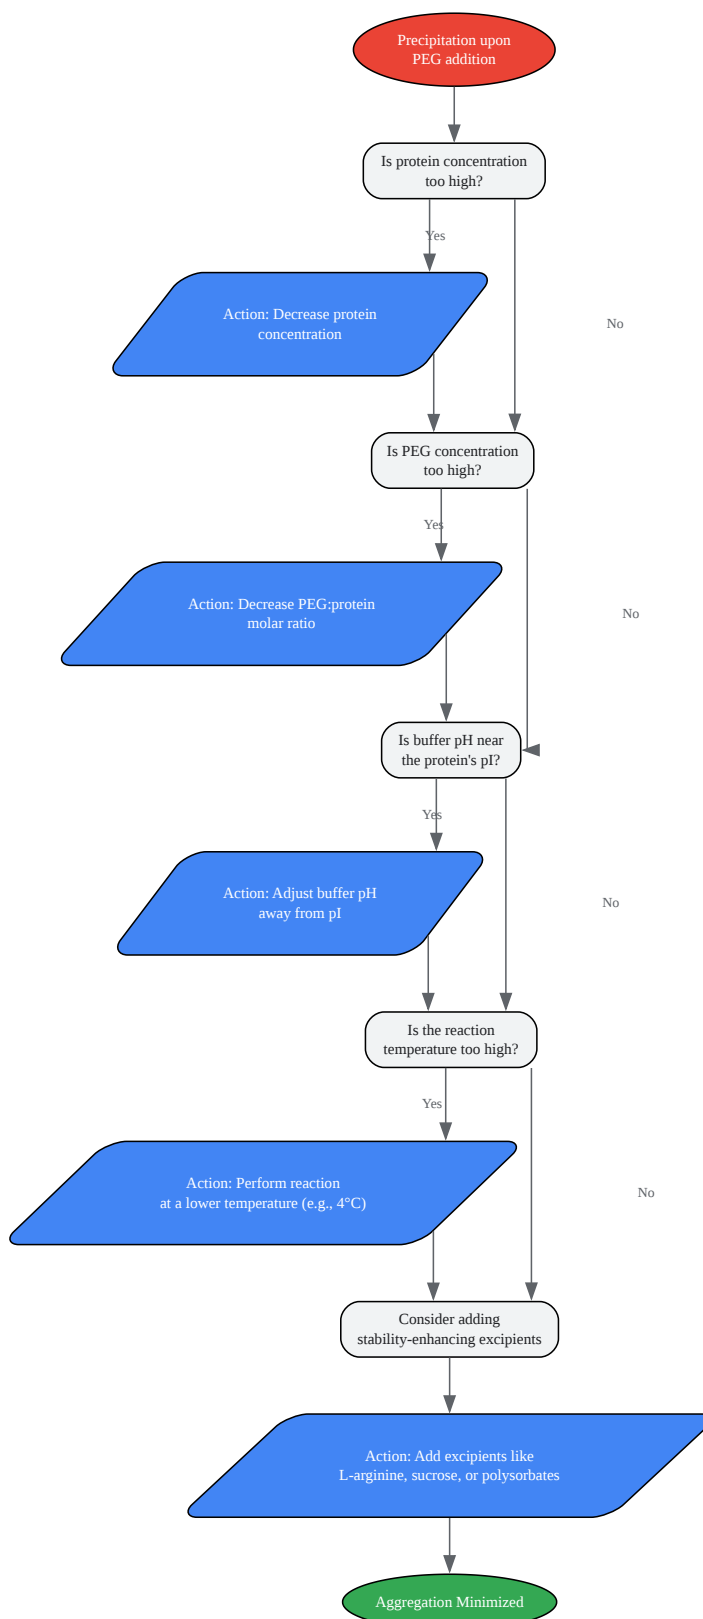 Precipitation upon
PEG addition
Is protein concentration
too high?
Yes
Action: Decrease protein
concentration
No
Is PEG concentration
too high?
Yes
Action: Decrease PEG:protein
molar ratio
No
Is buffer pH near
the protein's pI?
Yes
Action: Adjust buffer pH
away from pI
No
Is the reaction
temperature too high?
Yes
Action: Perform reaction
at a lower temperature (e.g., 4°C)
No
Consider adding
stability-enhancing excipients
Action: Add excipients like
L-arginine, sucrose, or polysorbates
Aggregation Minimized